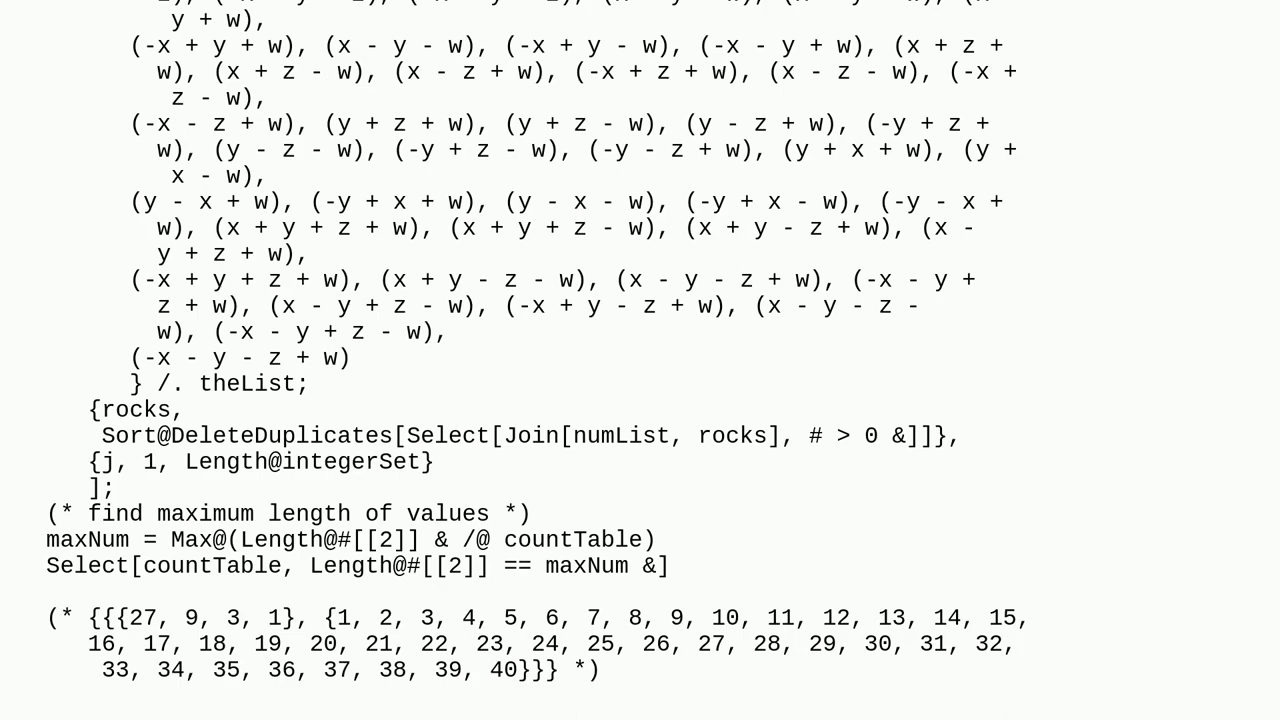 y + w),
(-x + y + w), (x - y - w), (-x + y - w), (-x - y + w), (x + z +
w), (x + z - w), (x - z + w), (-x + z + w), (x - z - w), (-x +
z - w),
(-x - z + w), (y + z + w), (y + z - w), (y - z + w), (-y + z +
w), (y - z - w), (-y + z - w), (-y - z + w), (y + x + w), (y +
x - w),
(y - x + w), (-y + x + w), (y - x - w), (-y + x - w), (-y - x +
w), (x + y + z + w), (x + y + z - w), (x + y - z + w), (x -
y + z + w),
(-x + y + z + w), (x + y - z - w), (x - y - z + w), (-x - y +
z + w), (x - y + z - w), (-x + y - z + w), (x - y - z -
w), (-x - y + z - w),
(-x - y - z + w)
} /. theList;
{rocks,
Sort@DeleteDuplicates[Select[Join[numList, rocks], # > 0 &]]},
{j, 1, Length@integerSet}
];
(* find maximum length of values *)
maxNum = Max@(Length@#[[2]] & /@ countTable)
Select[countTable, Length@#[[2]] == maxNum &]
(* {{{27, 9, 3, 1}, {1, 2, 3, 4, 5, 6, 7, 8, 9, 10, 11, 12, 13, 14, 15,
16, 17, 18, 19, 20, 21, 22, 23, 24, 25, 26, 27, 28, 29, 30, 31, 32,
33, 34, 35, 36, 37, 38, 39, 40}}} *)